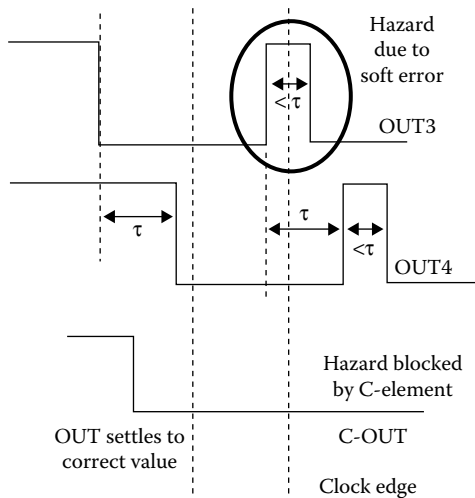 Hazard
due to
soft error
< τ
OUT3
τ
τ
<τ
OUT4
Hazard blocked
by C-element
OUT settles to
correct value
C-OUT
Clock edge